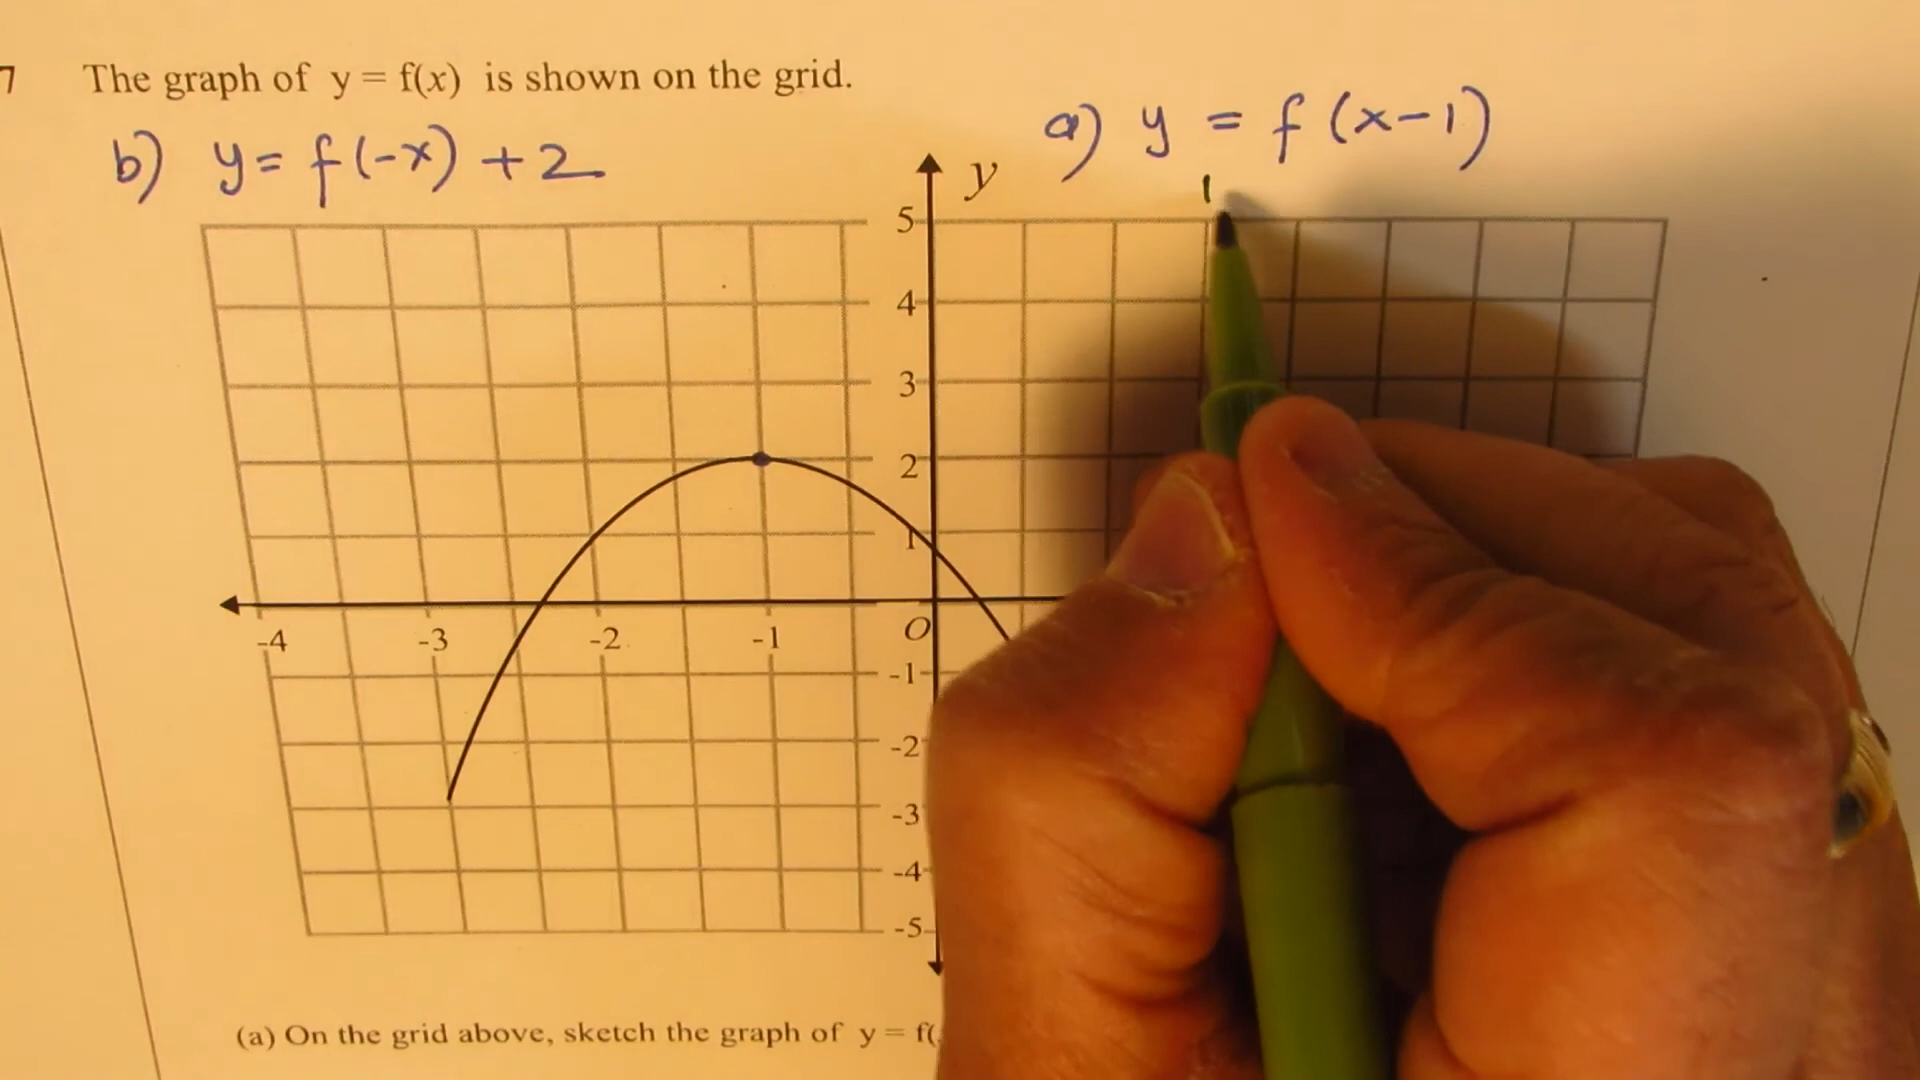 7 The graph of y = f(x) is shown on the grid.
a) y = f(x-1)
b) y = f(-x) + 2
y
5
4
3
2
1
-4 -3 -2 -1 O
-1
-2
-3
-4
-5
(a) On the grid above, sketch the graph of y = f(